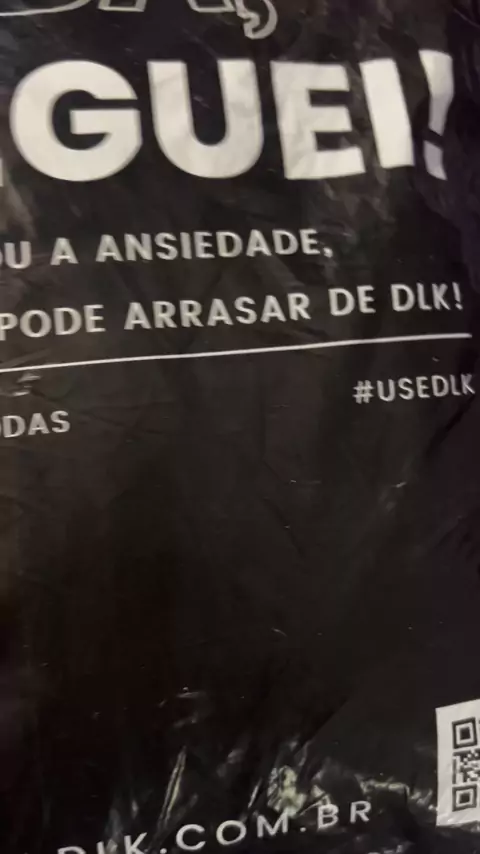 GUEI!
U A ANSIEDADE,
PODE ARRASAR DE DLK!
#USEDLK
DAS
DLK.COM.BR